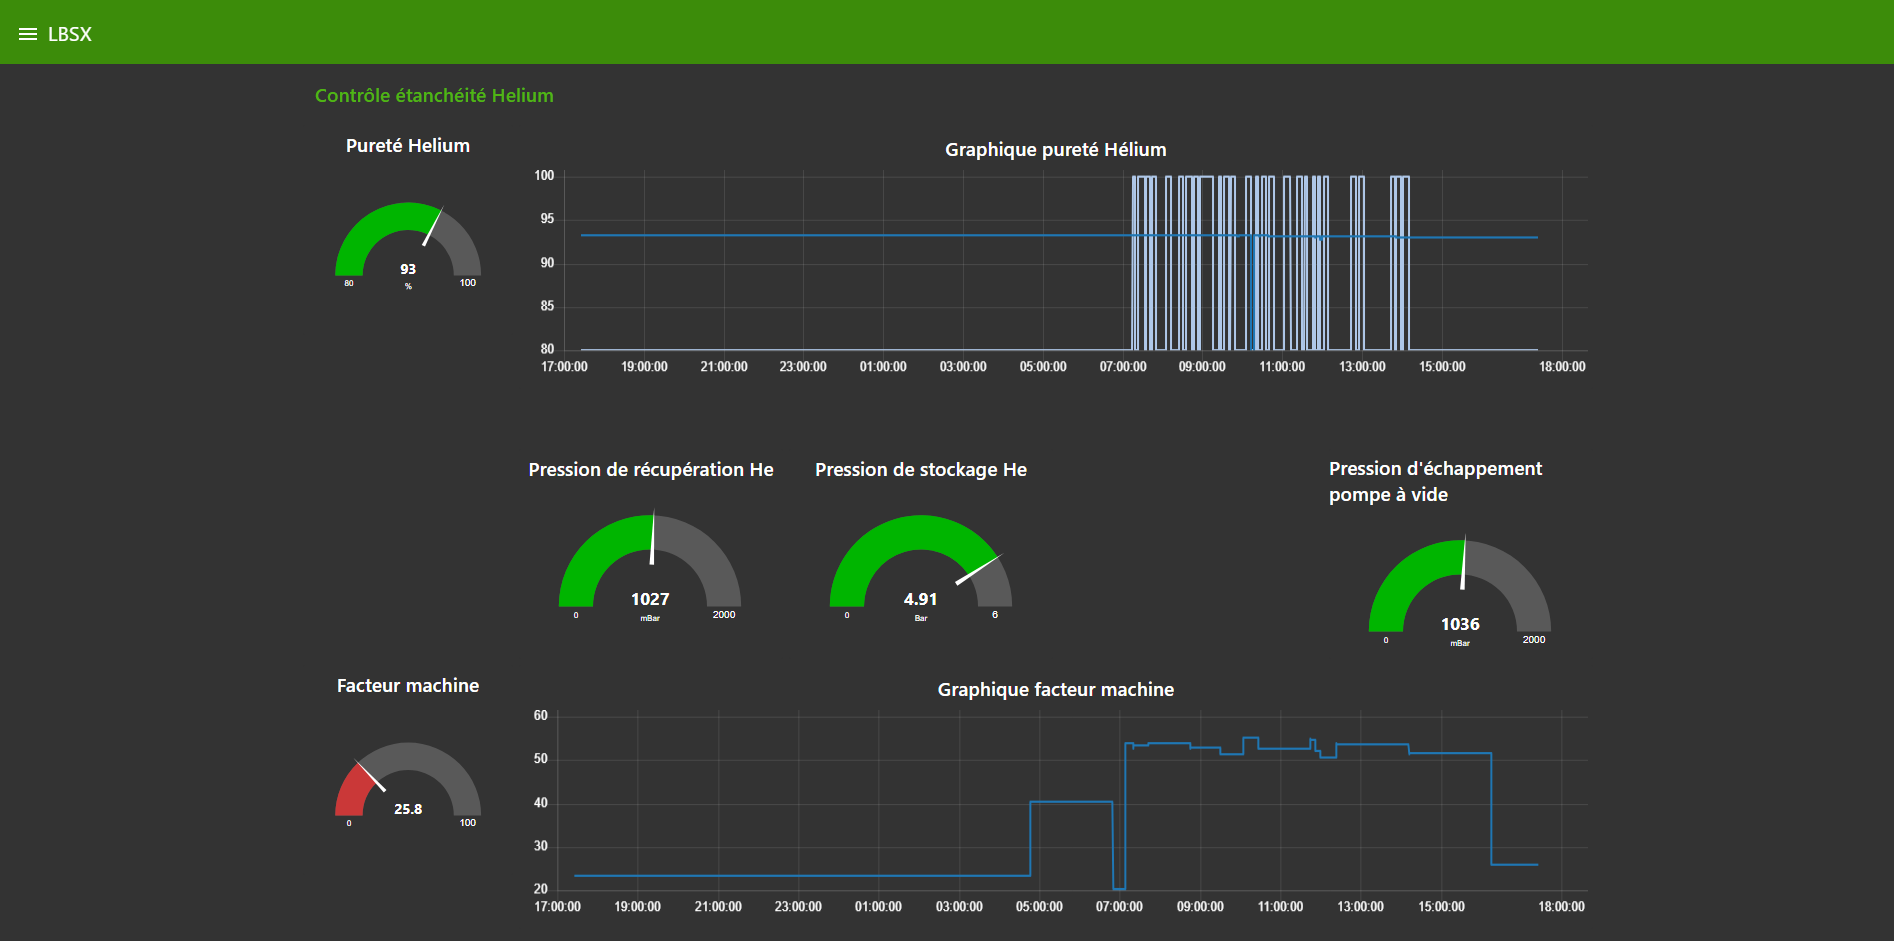 LBSX
Contrôle étanchéité Helium
Pureté Helium
93
%
80
100
Graphique pureté Hélium
100
95
90
85
80
17:00:00 19:00:00 21:00:00 23:00:00 01:00:00 03:00:00 05:00:00 07:00:00 09:00:00 11:00:00 13:00:00 15:00:00 18:00:00
Pression de récupération He
1027
mBar
0
2000
Pression de stockage He
4.91
Bar
0
6
Pression d'échappement
pompe à vide
1036
mBar
0
2000
Facteur machine
25.8
0
100
Graphique facteur machine
60
50
40
30
20
17:00:00 19:00:00 21:00:00 23:00:00 01:00:00 03:00:00 05:00:00 07:00:00 09:00:00 11:00:00 13:00:00 15:00:00 18:00:00